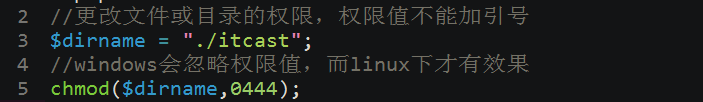 2 //更改文件或目录的权限，权限值不能加引号
3 $dirname = "./itcast";
4 //windows会忽略权限值，而linux下才有效果
5 chmod($dirname,0444);